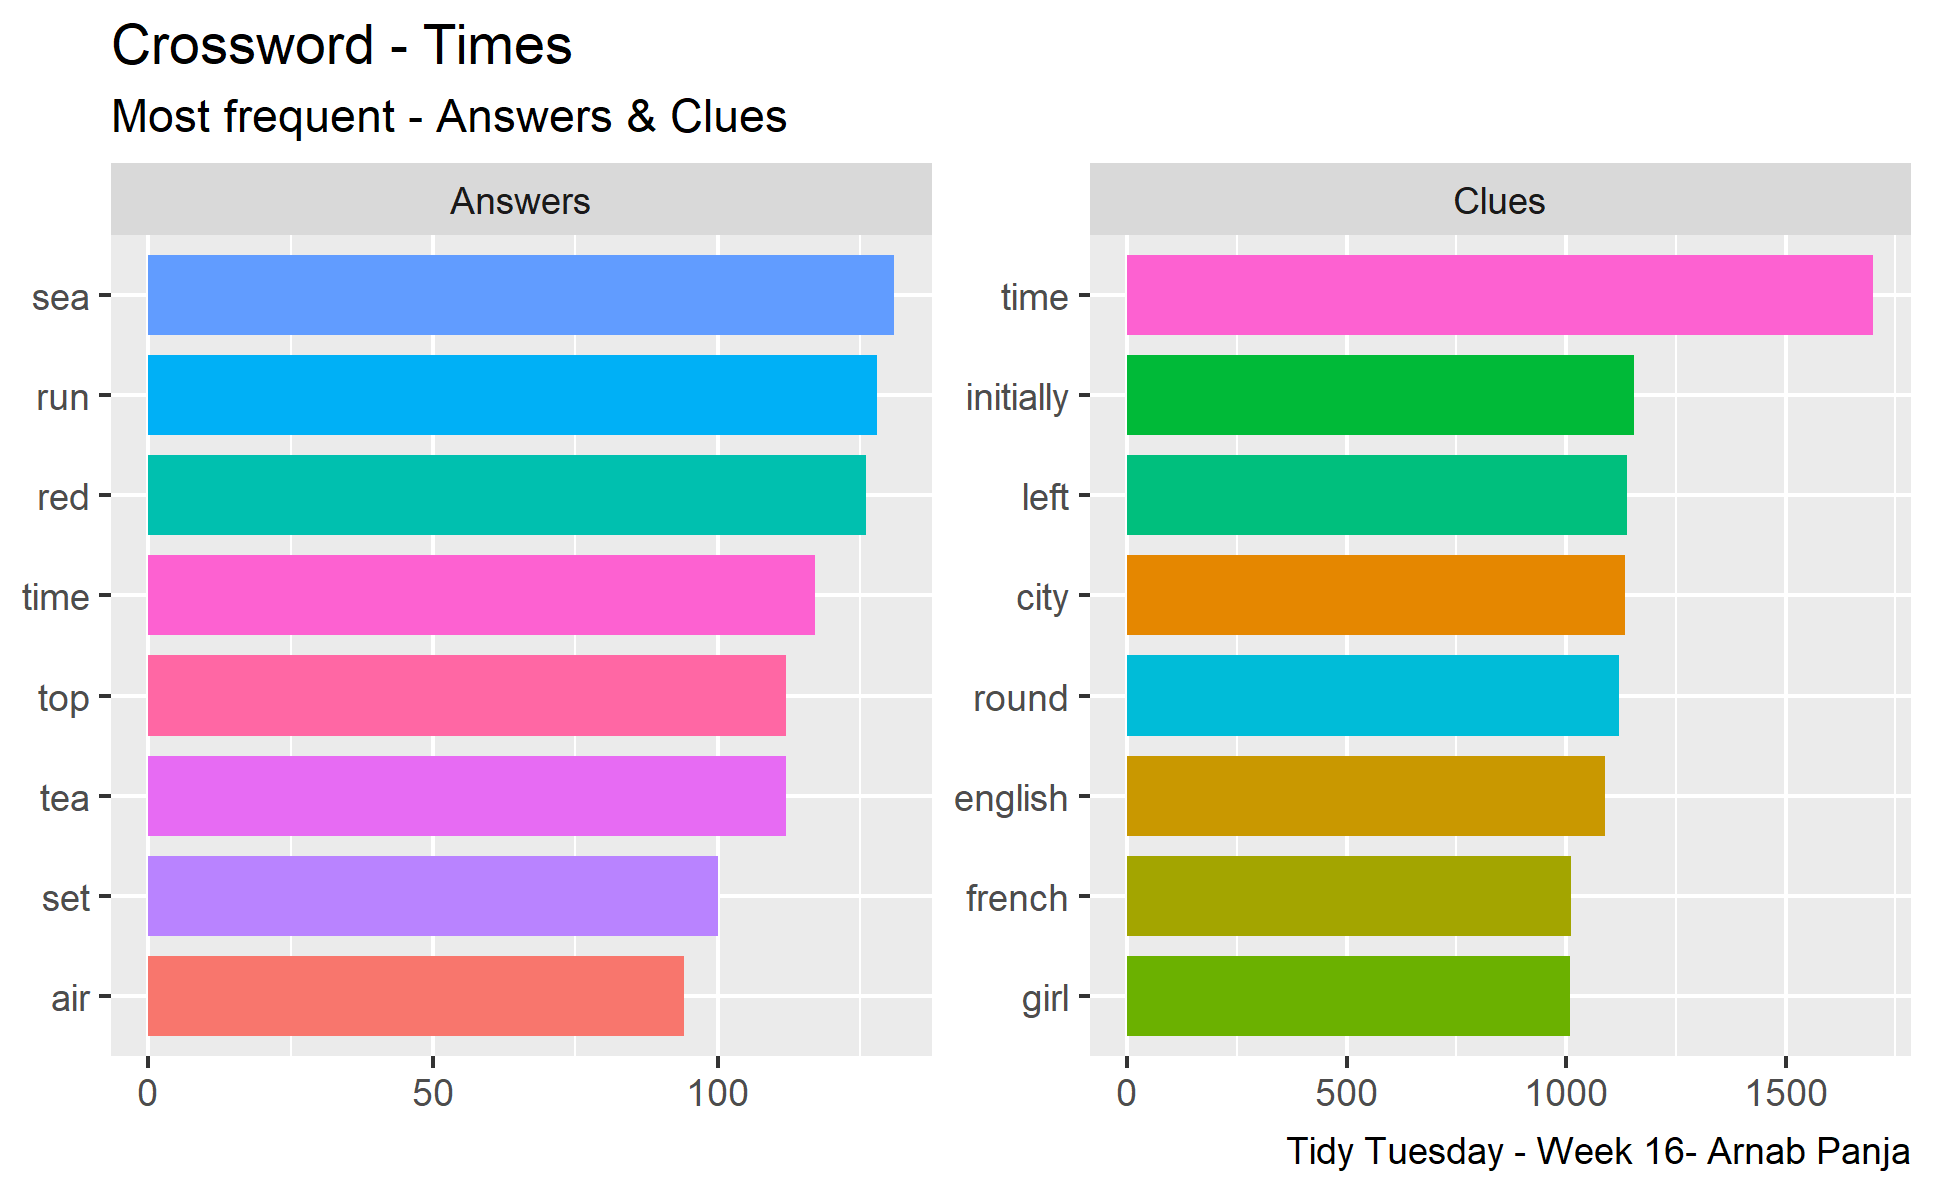 Crossword - Times
Most frequent - Answers & Clues
Answers
sea
run
red
time
top
tea
set
air
0 50 100
Clues
time
initially
left
city
round
english
french
girl
0 500 1000 1500
Tidy Tuesday - Week 16- Arnab Panja